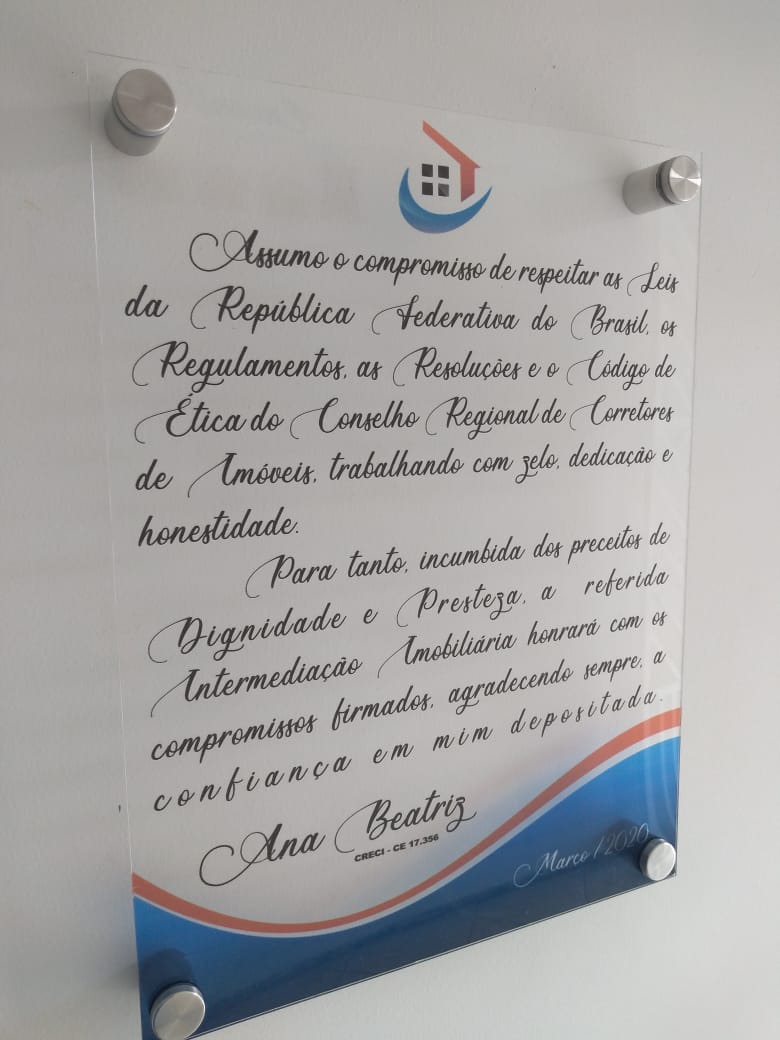 Assumo o compromisso de respeitar as Leis
da República Federativa do Brasil, os
Regulamentos, as Resoluções e o Código de
Ética do Conselho Regional de Corretores
de Imóveis, trabalhando com zelo, dedicação e
honestidade.
Para tanto, incumbida dos preceitos de
Dignidade e Presteza, a referida
Intermediação Imobiliária honrará com os
compromissos firmados, agradecendo sempre, a
confiança em mim depositada.
Ana Beatriz
CRECI - CE 17.356
Março / 2020